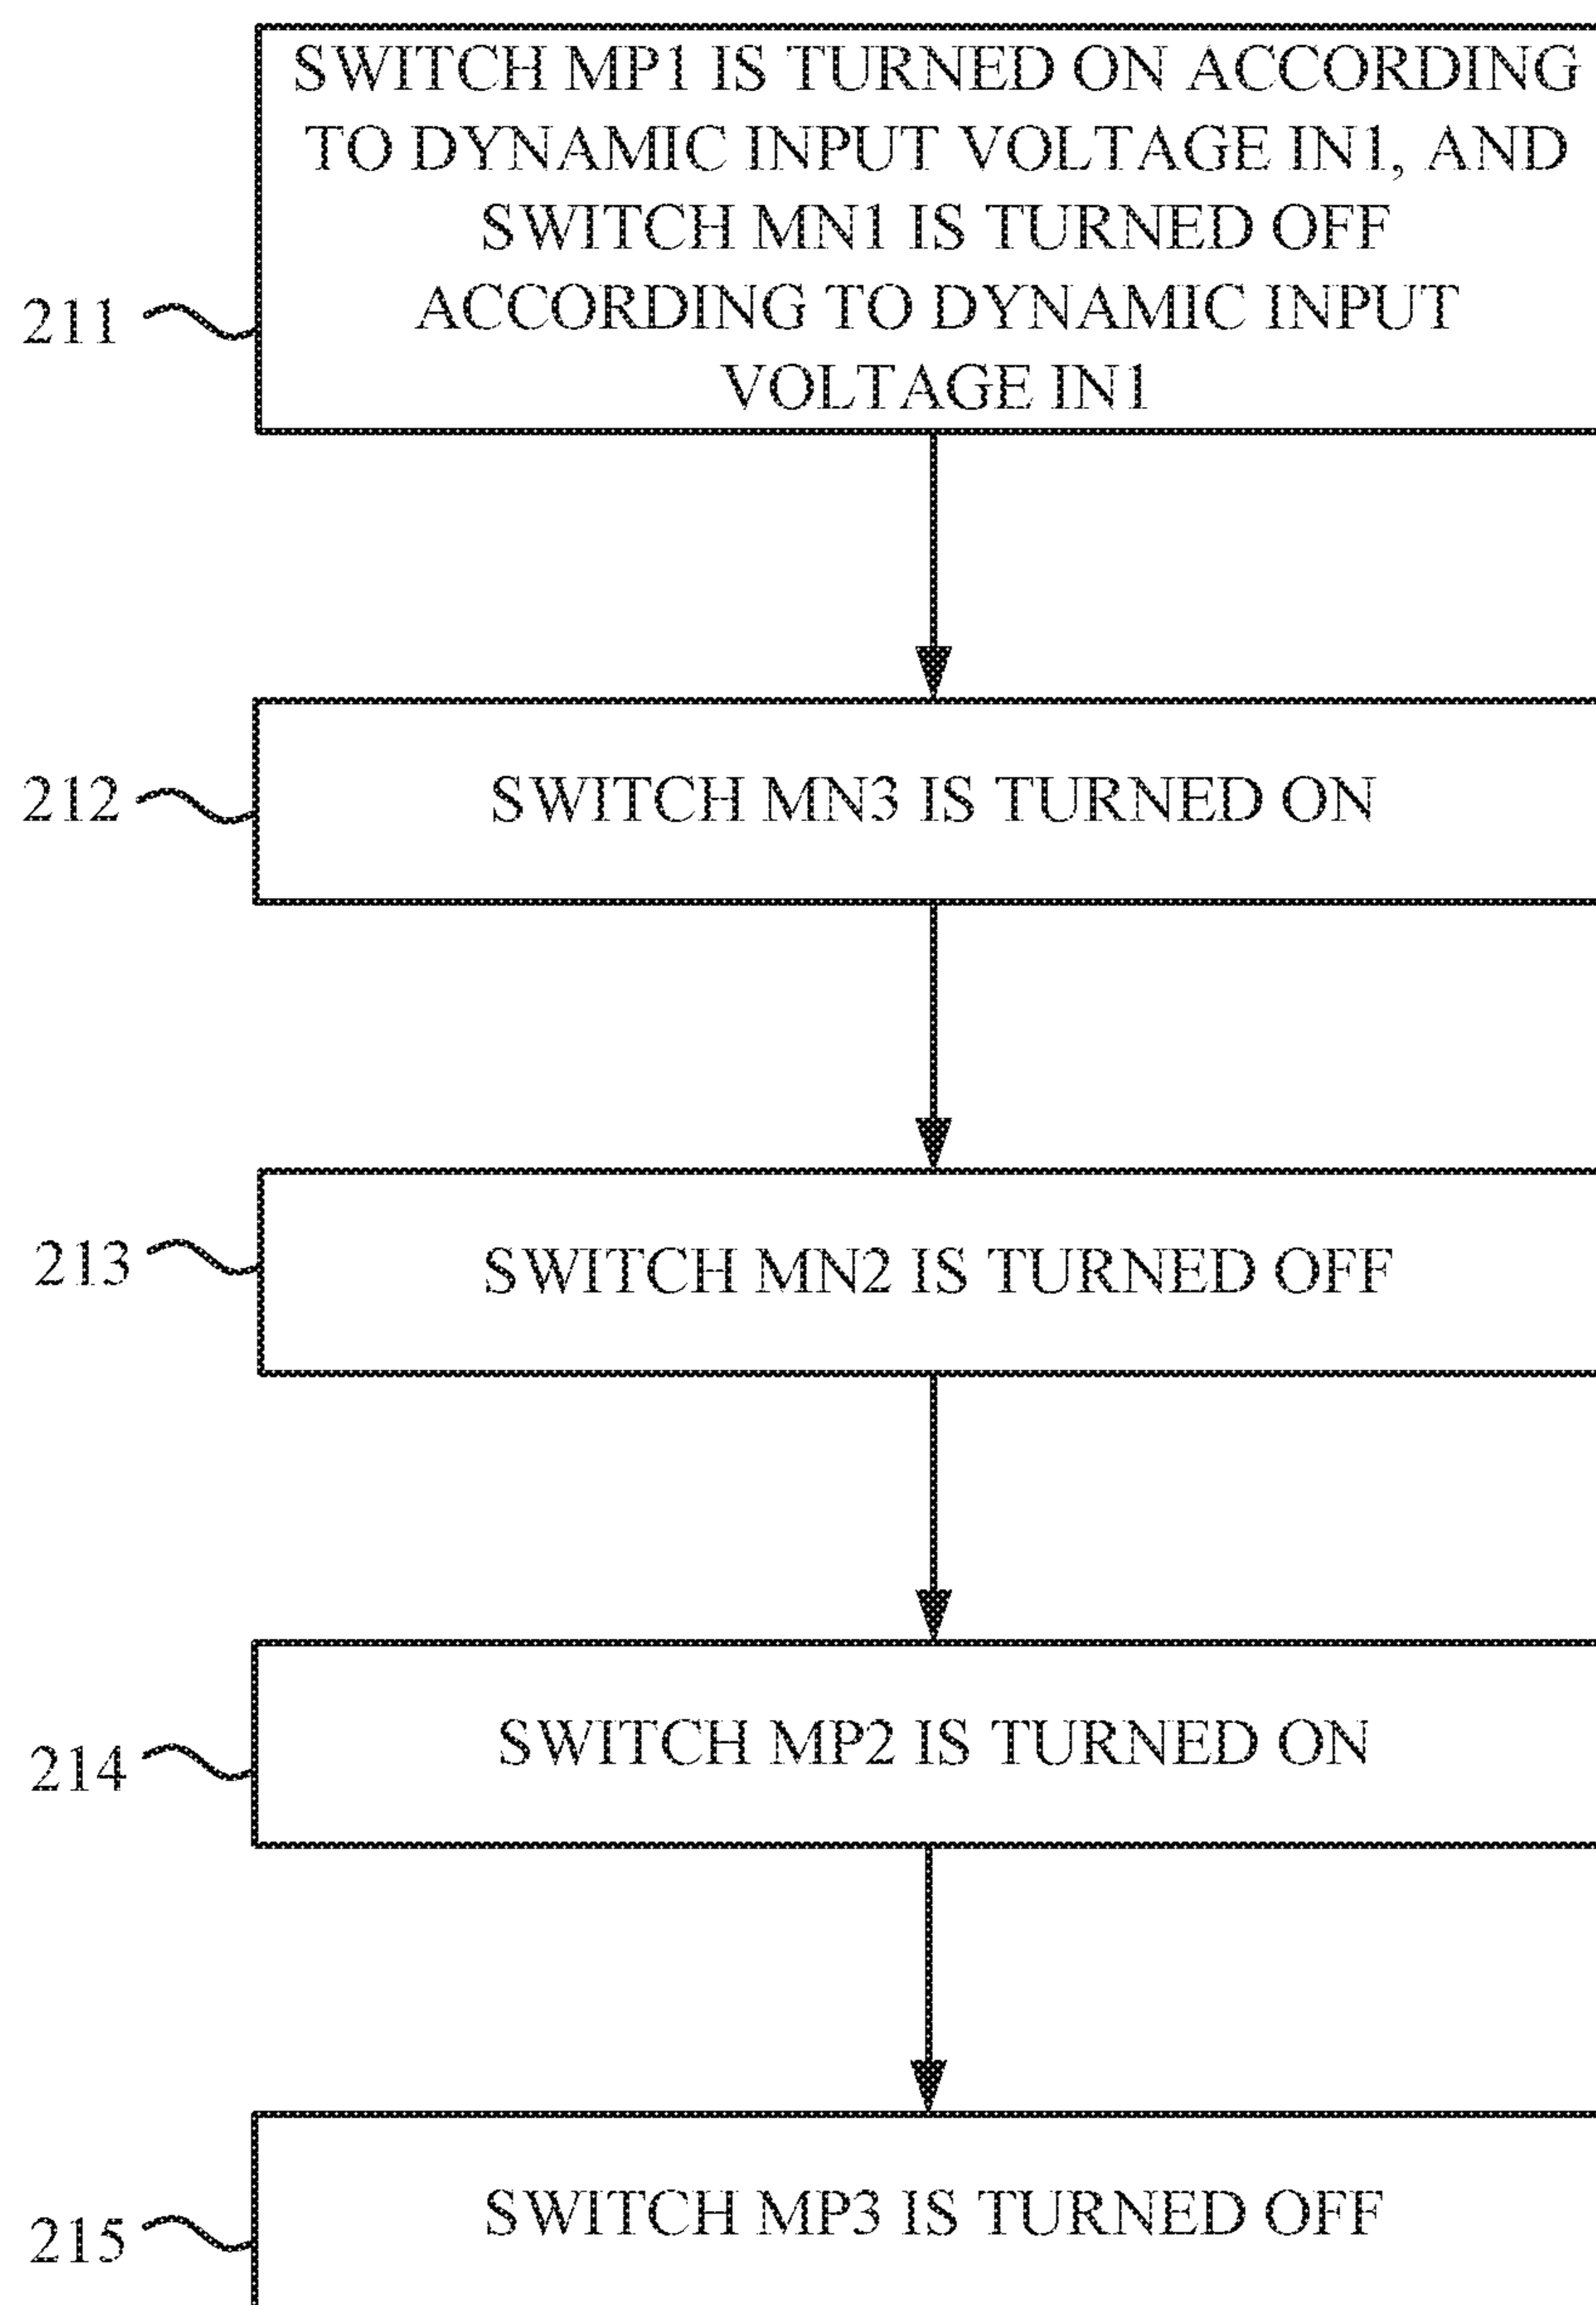 SWITCH MP1 IS TURNED ON ACCORDING
TO DYNAMIC INPUT VOLTAGE IN1, AND
SWITCH MN1 IS TURNED OFF
ACCORDING TO DYNAMIC INPUT
VOLTAGE IN1
211
SWITCH MN3 IS TURNED ON
212
SWITCH MN2 IS TURNED OFF
213
SWITCH MP2 IS TURNED ON
214
SWITCH MP3 IS TURNED OFF
215